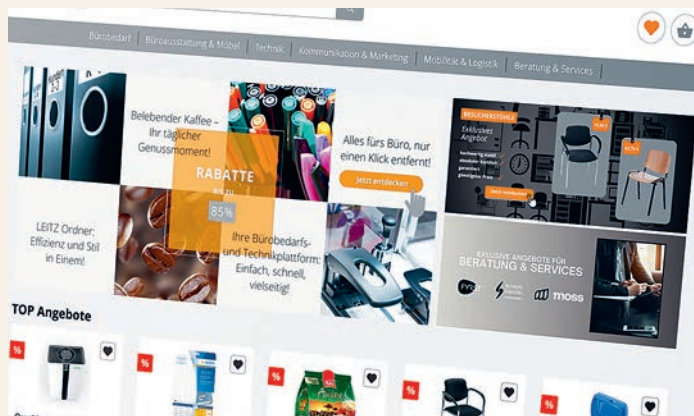 Bürobedarf
Büroausstattung & Möbel
Technik
Kommunikation & Marketing
Mobilität & Logistik
Beratung & Services
Belebender Kaffee –
Ihr täglicher
Genussmoment!
RABATTE
BIS ZU
85%
LEITZ Ordner:
Effizienz und Stil
in Einem!
Ihre Bürobedarfs-
und Technikplattform:
Einfach, schnell,
vielseitig!
Alles fürs Büro, nur
einen Klick entfernt!
Jetzt entdecken
BESUCHERSTÜHLE
Exklusives
Angebot
Jetzt entdecken
EXKLUSIVE ANGEBOTE FÜR
BERATUNG & SERVICES
moss
TOP Angebote
%
%
%
%
%